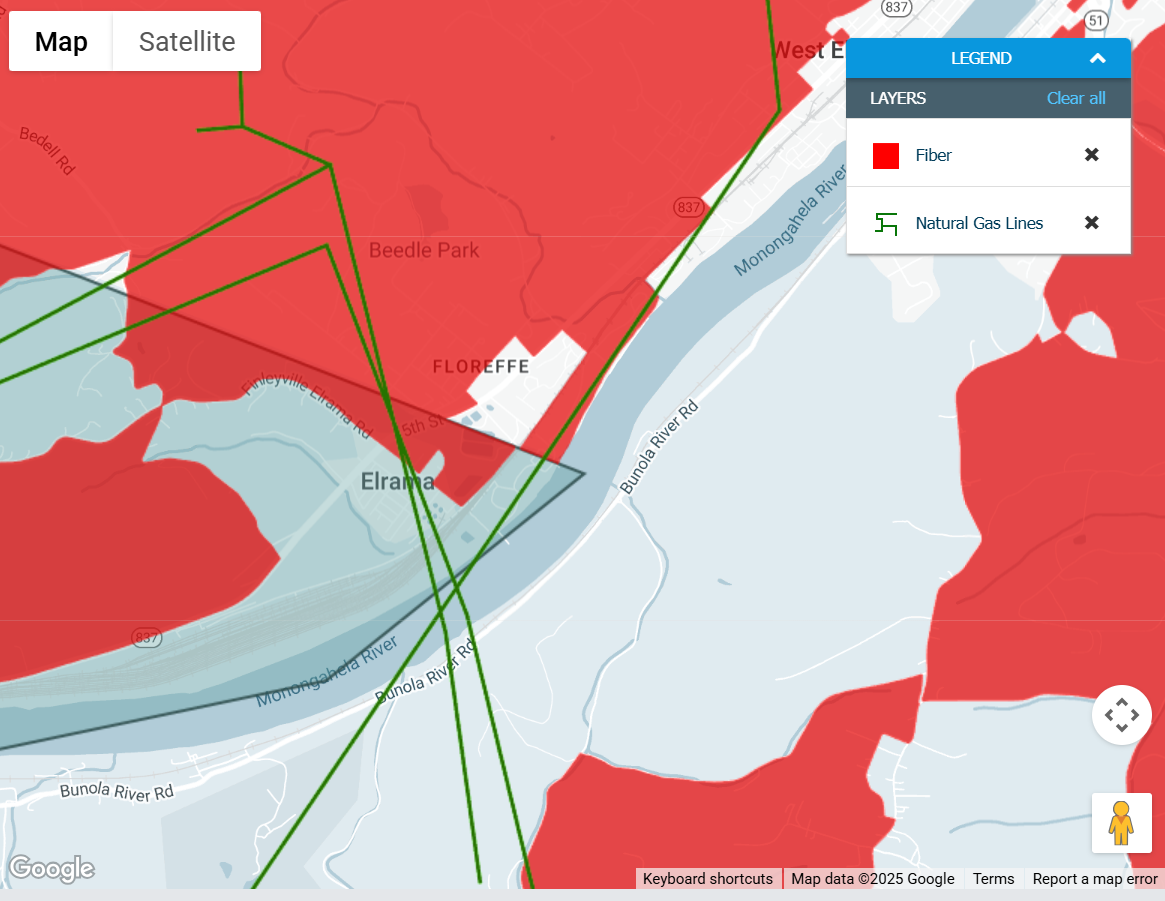 Map
Satellite
837
51
West E
LEGEND
LAYERS
Clear all
Fiber
Natural Gas Lines
Bedell Rd
837
Monongahela River
Beedle Park
FLOREFFE
Finleyville Elrama Rd
5th St
Elrama
Bunola River Rd
837
Monongahela River
Bunola River Rd
Bunola River Rd
Google
Keyboard shortcuts
Map data ©2025 Google
Terms
Report a map error